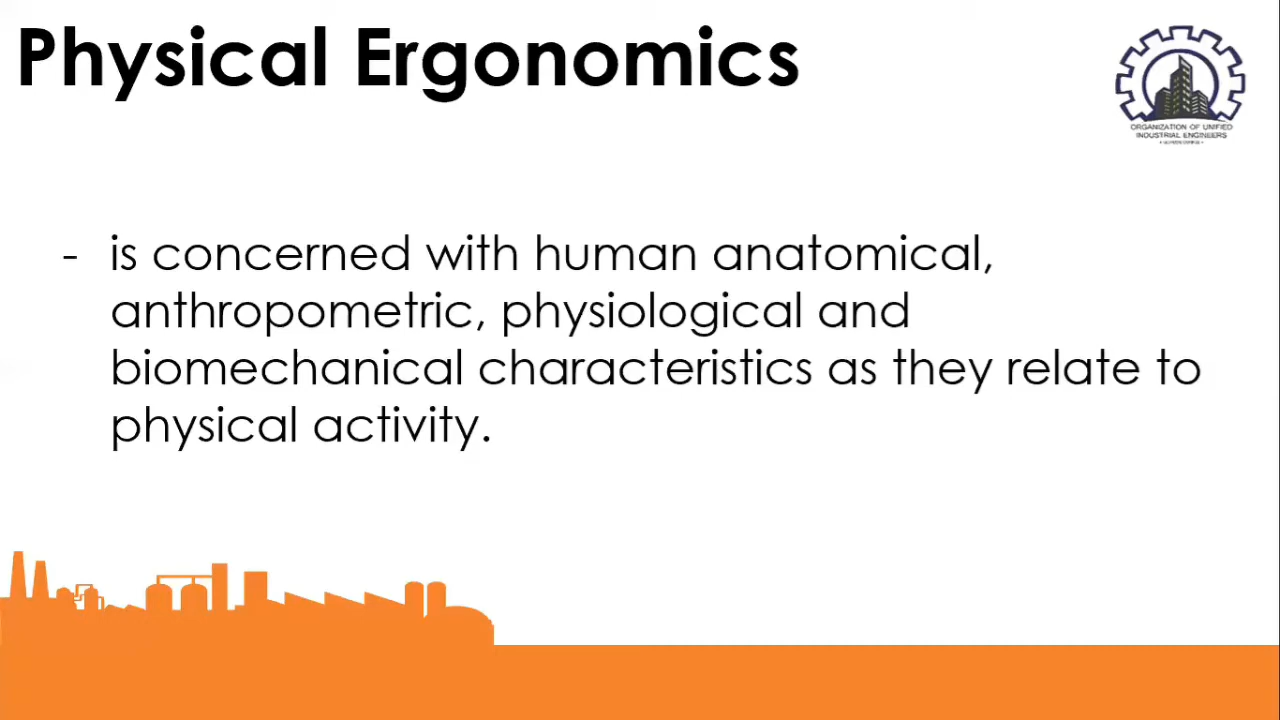 Physical Ergonomics
ORGANIZATION OF UNIFIED
INDUSTRIAL ENGINEERS
- is concerned with human anatomical,
anthropometric, physiological and
biomechanical characteristics as they relate to
physical activity.